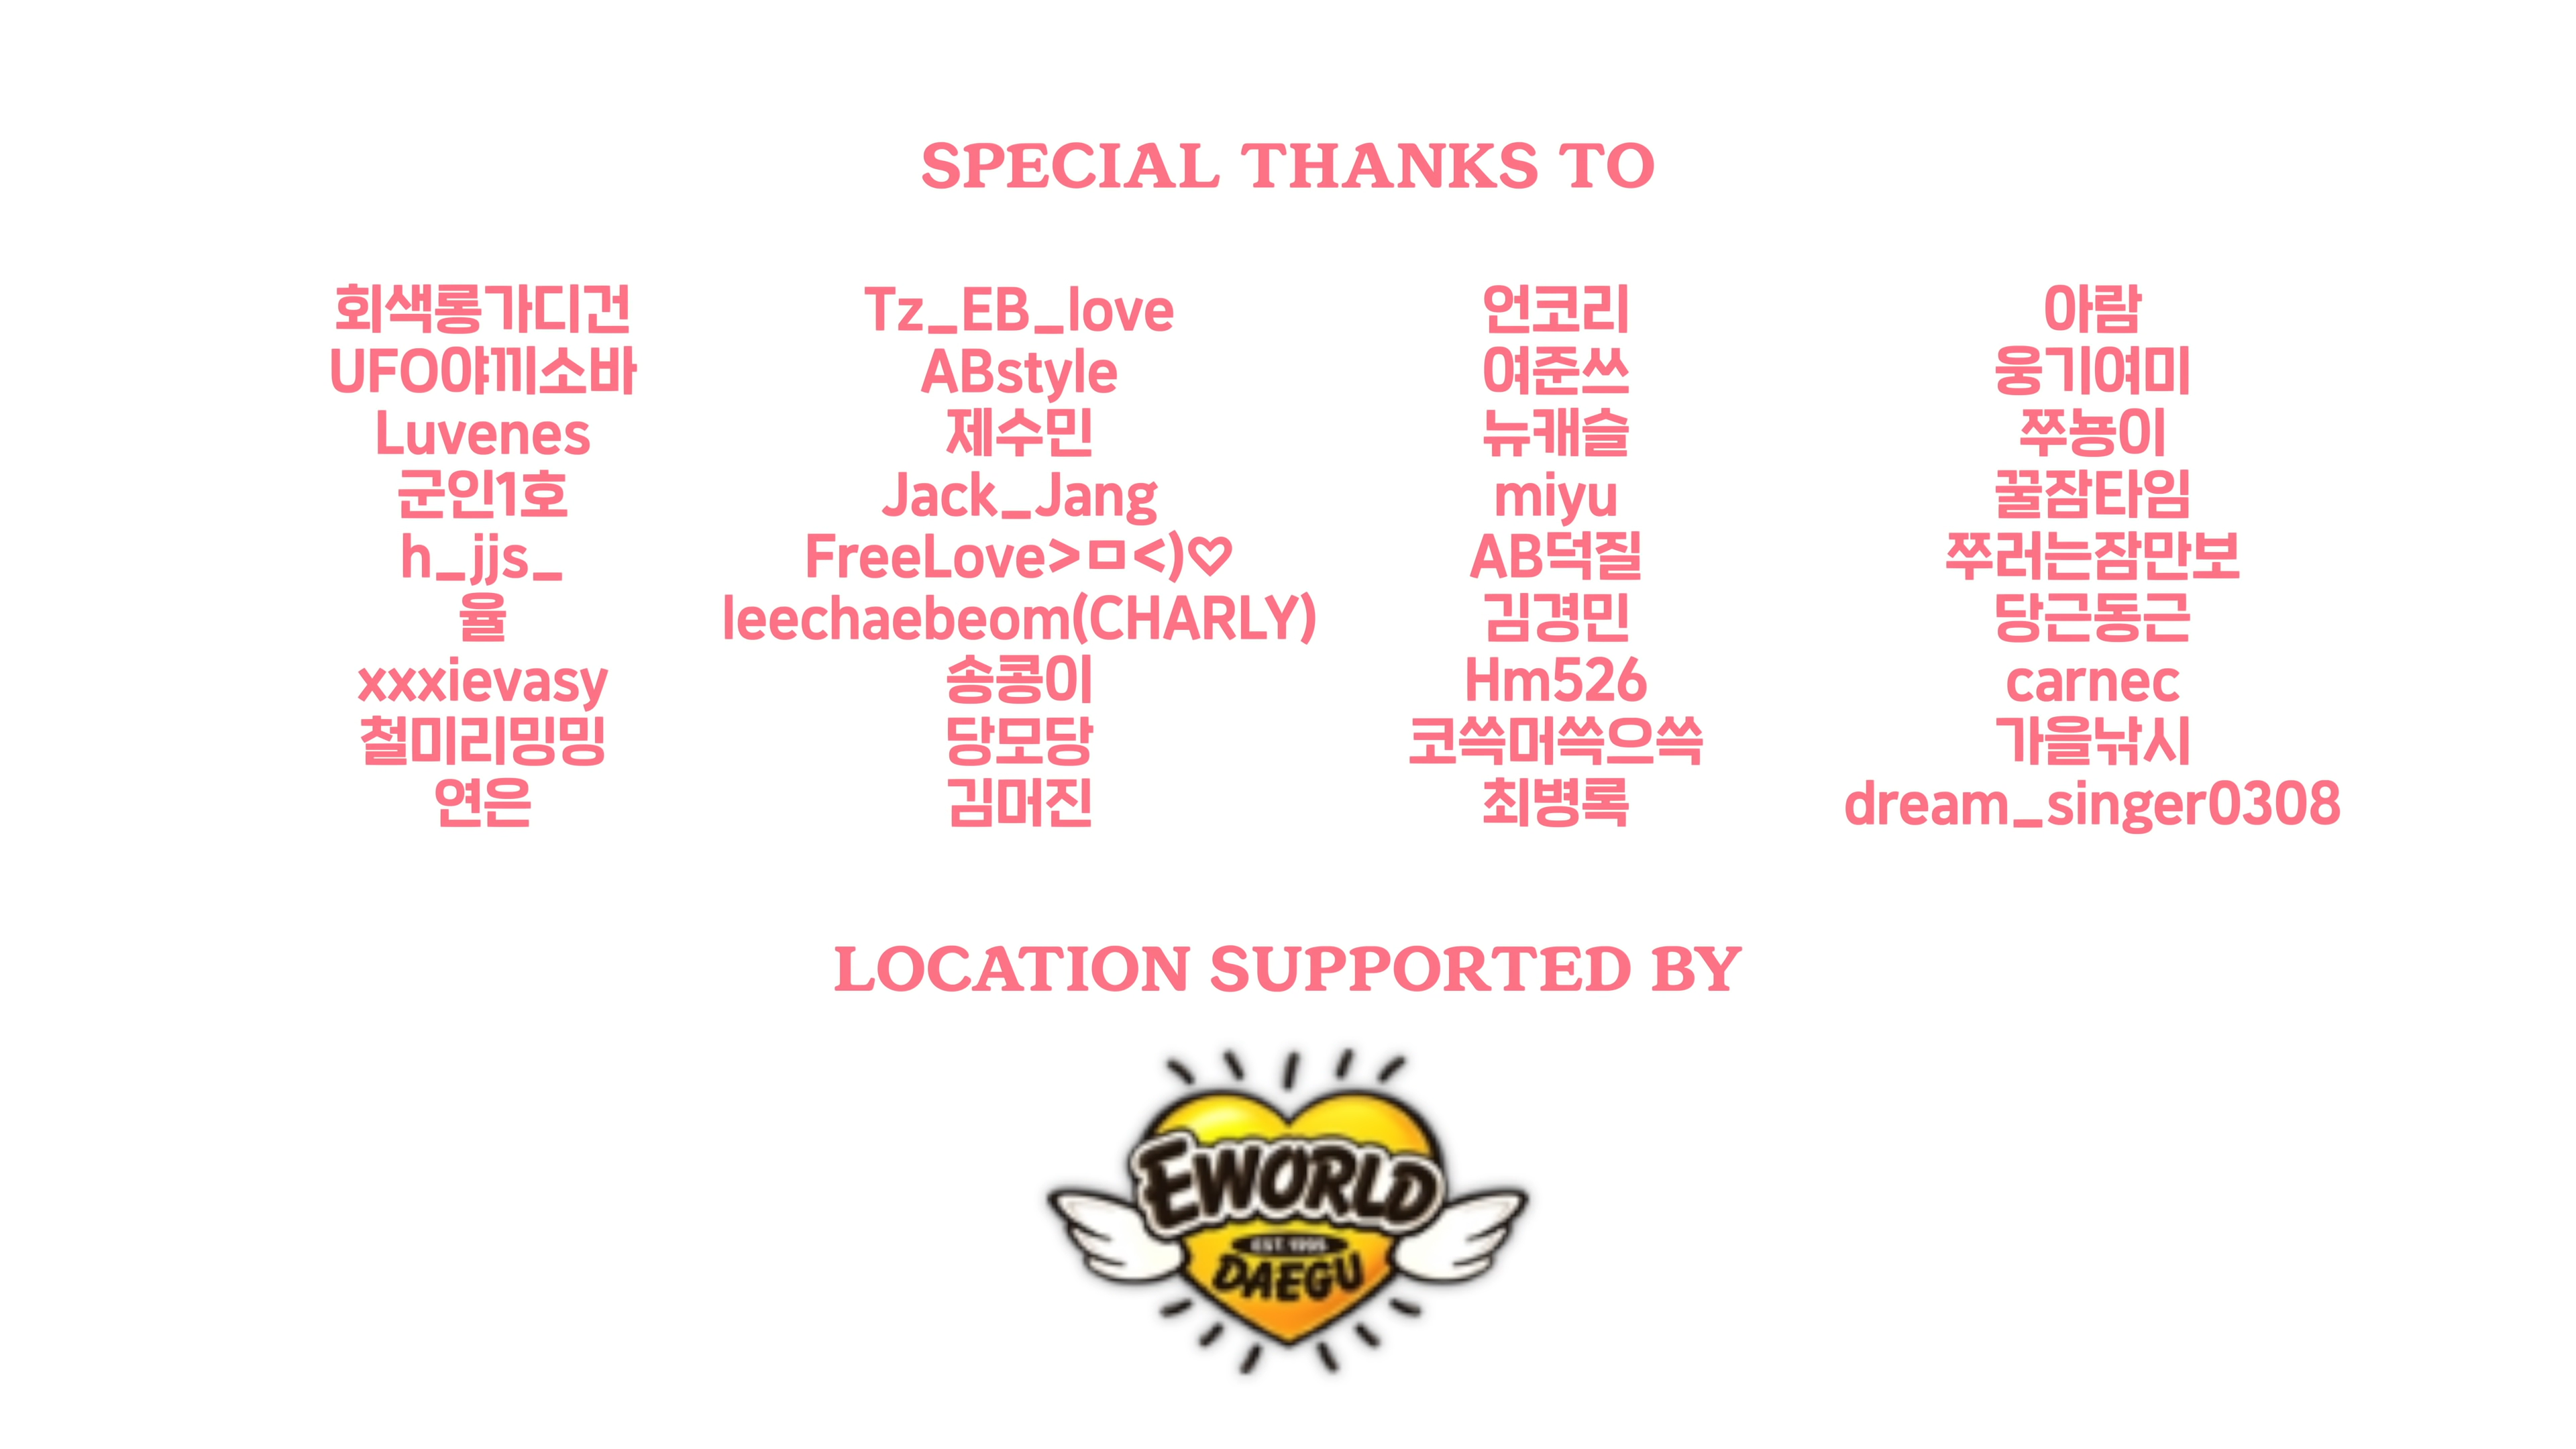 SPECIAL THANKS TO
회색롱가디건
UFO야끼소바
Luvenes
군인1호
h_jjs_
율
xxxievasy
철미리밍밍
연은
Tz_EB_love
ABstyle
제수민
Jack_Jang
FreeLove>ㅁ<)♡
leechaebeom(CHARLY)
송콩이
당모당
김머진
언코리
여준쓰
뉴캐슬
miyu
AB덕질
김경민
Hm526
코쓱머쓱으쓱
최병록
아람
웅기여미
쭈뇽이
꿀잠타임
쭈러는잠만보
당근동근
carnec
가을낚시
dream_singer0308
LOCATION SUPPORTED BY
EWORLD
EST. 1995
DAEGU